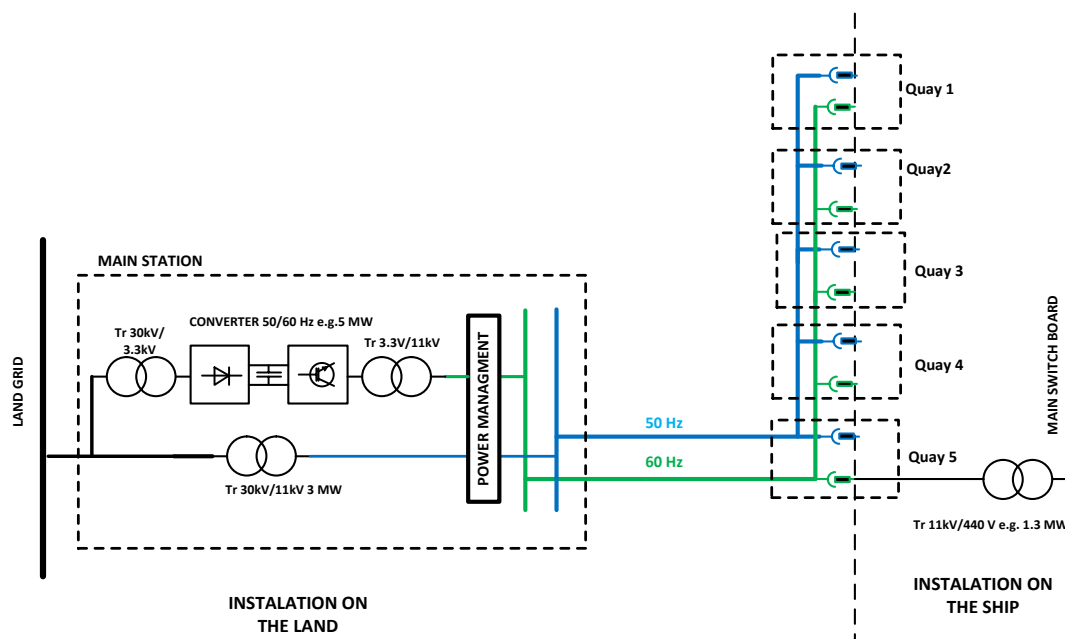 Quay 1
Quay2
Quay 3
Quay 4
Quay 5
LAND GRID
MAIN STATION
Tr 30kV/
3.3kV
CONVERTER 50/60 Hz e.g.5 MW
Tr 3.3V/11kV
POWER MANAGMENT
Tr 30kV/11kV 3 MW
50 Hz
60 Hz
MAIN SWITCH BOARD
Tr 11kV/440 V e.g. 1.3 MW
INSTALATION ON
THE LAND
INSTALATION ON
THE SHIP